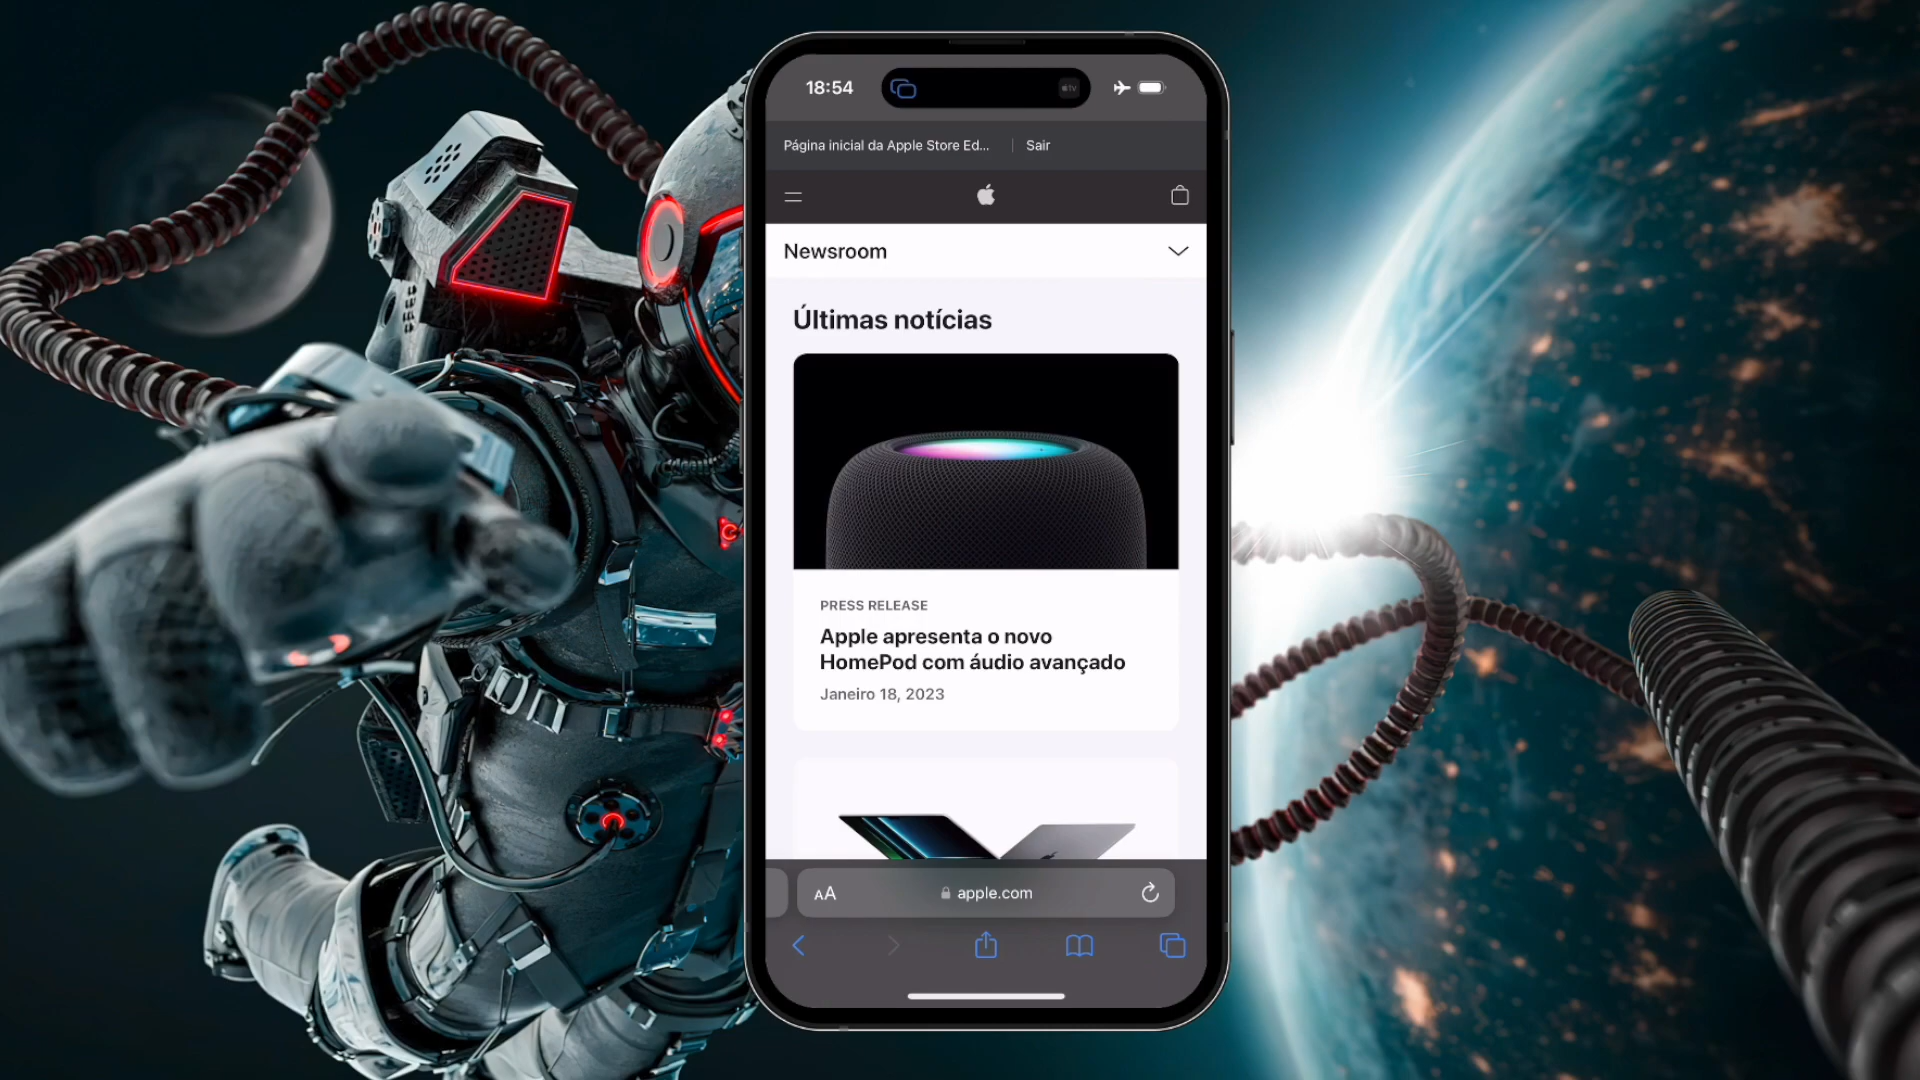 18:54
tv
Página inicial da Apple Store Ed...
Sair
Newsroom
Últimas notícias
PRESS RELEASE
Apple apresenta o novo
HomePod com áudio avançado
Janeiro 18, 2023
AA
apple.com